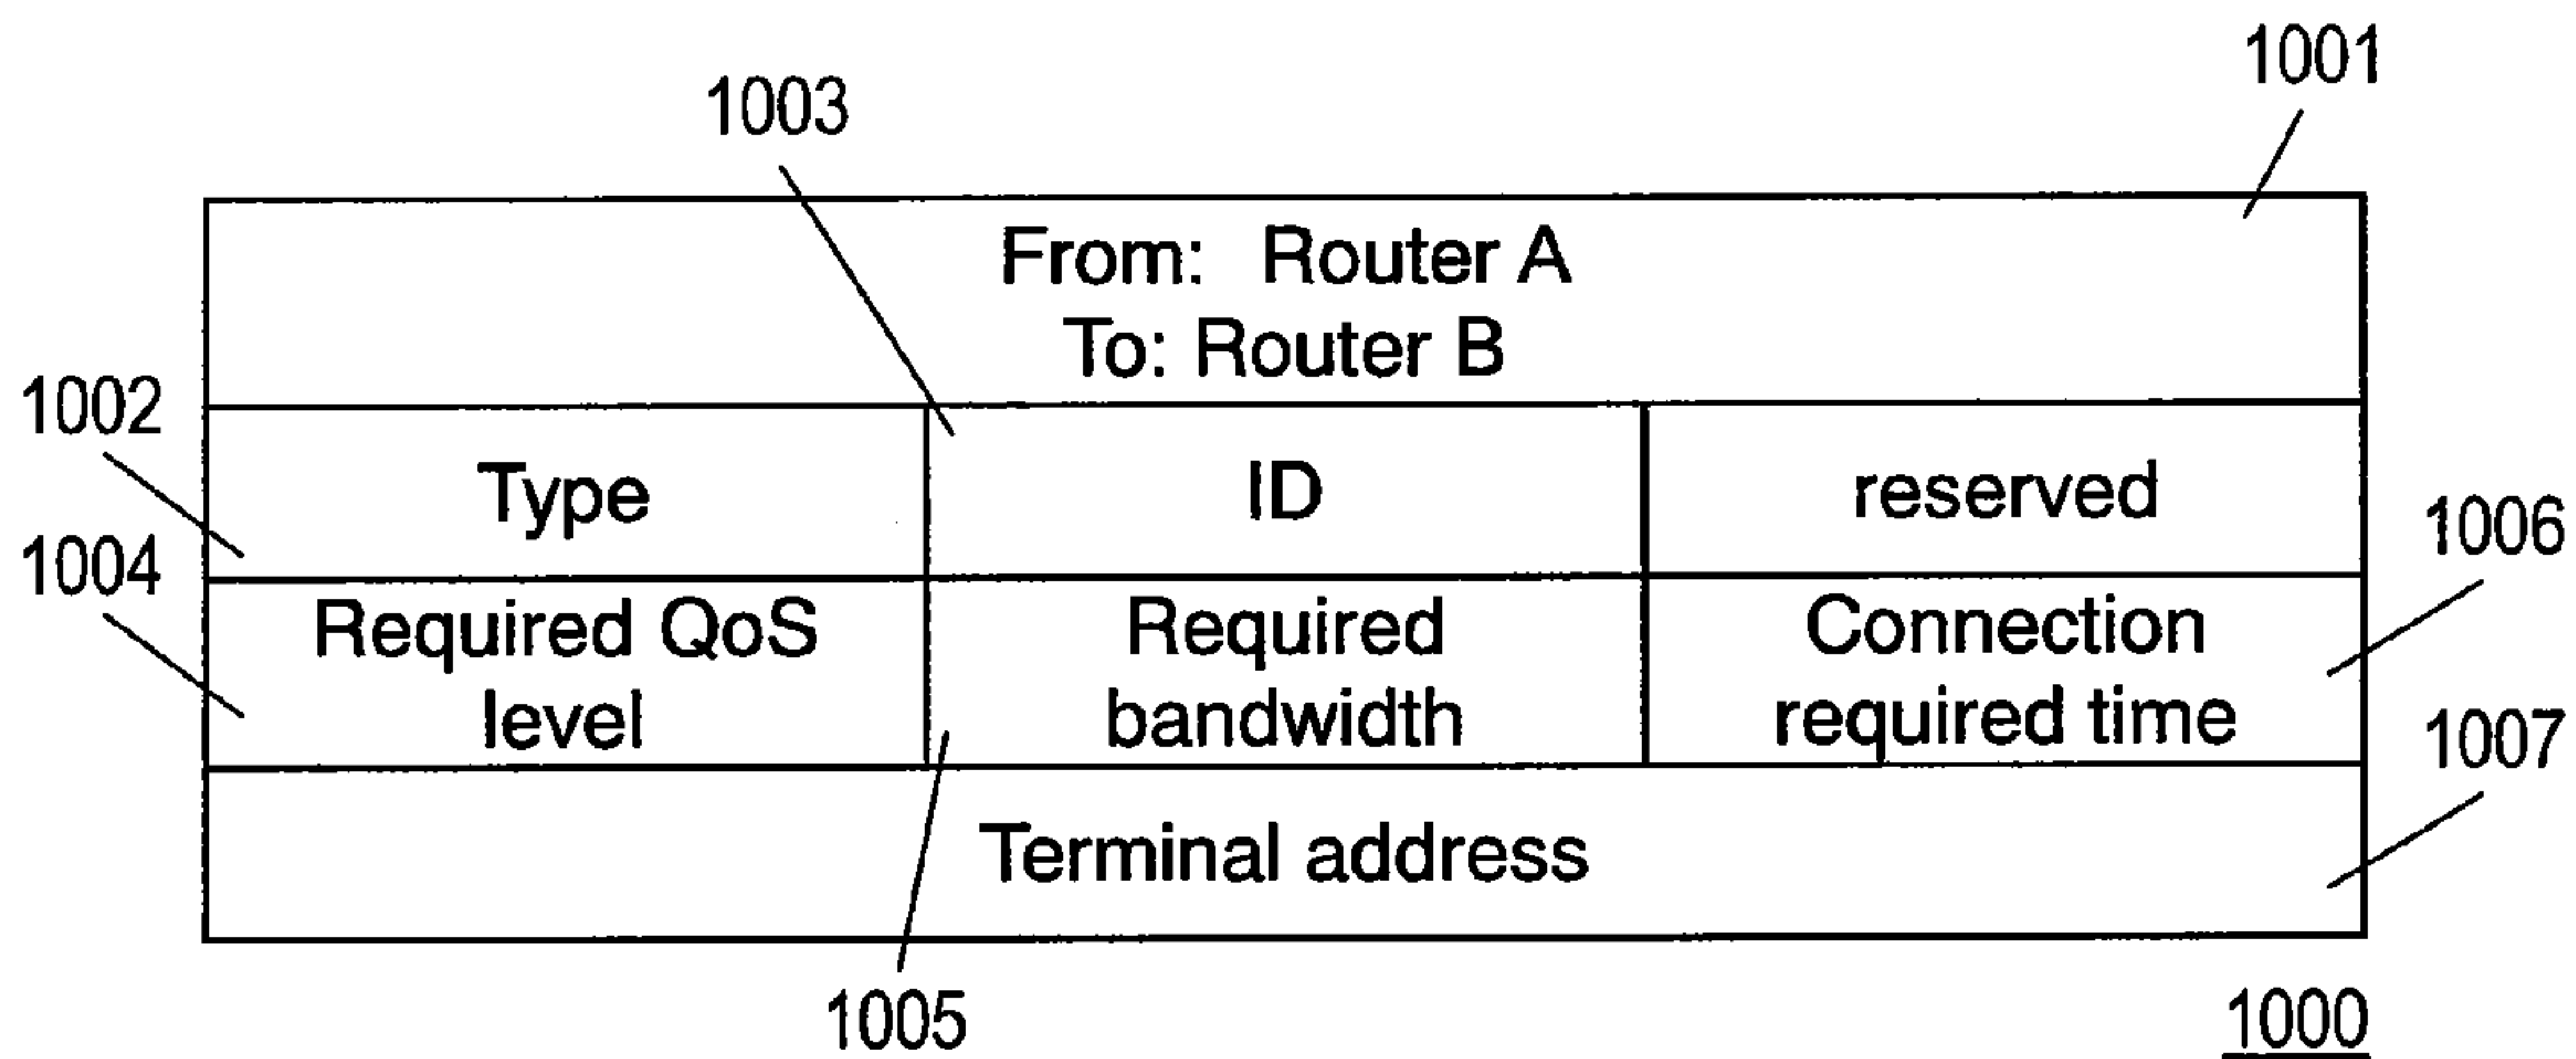 1001
1003
From: Router A
To: Router B
1002
Type
ID
reserved
1004
1006
Required QoS
level
Required
bandwidth
Connection
required time
1007
Terminal address
1005
1000